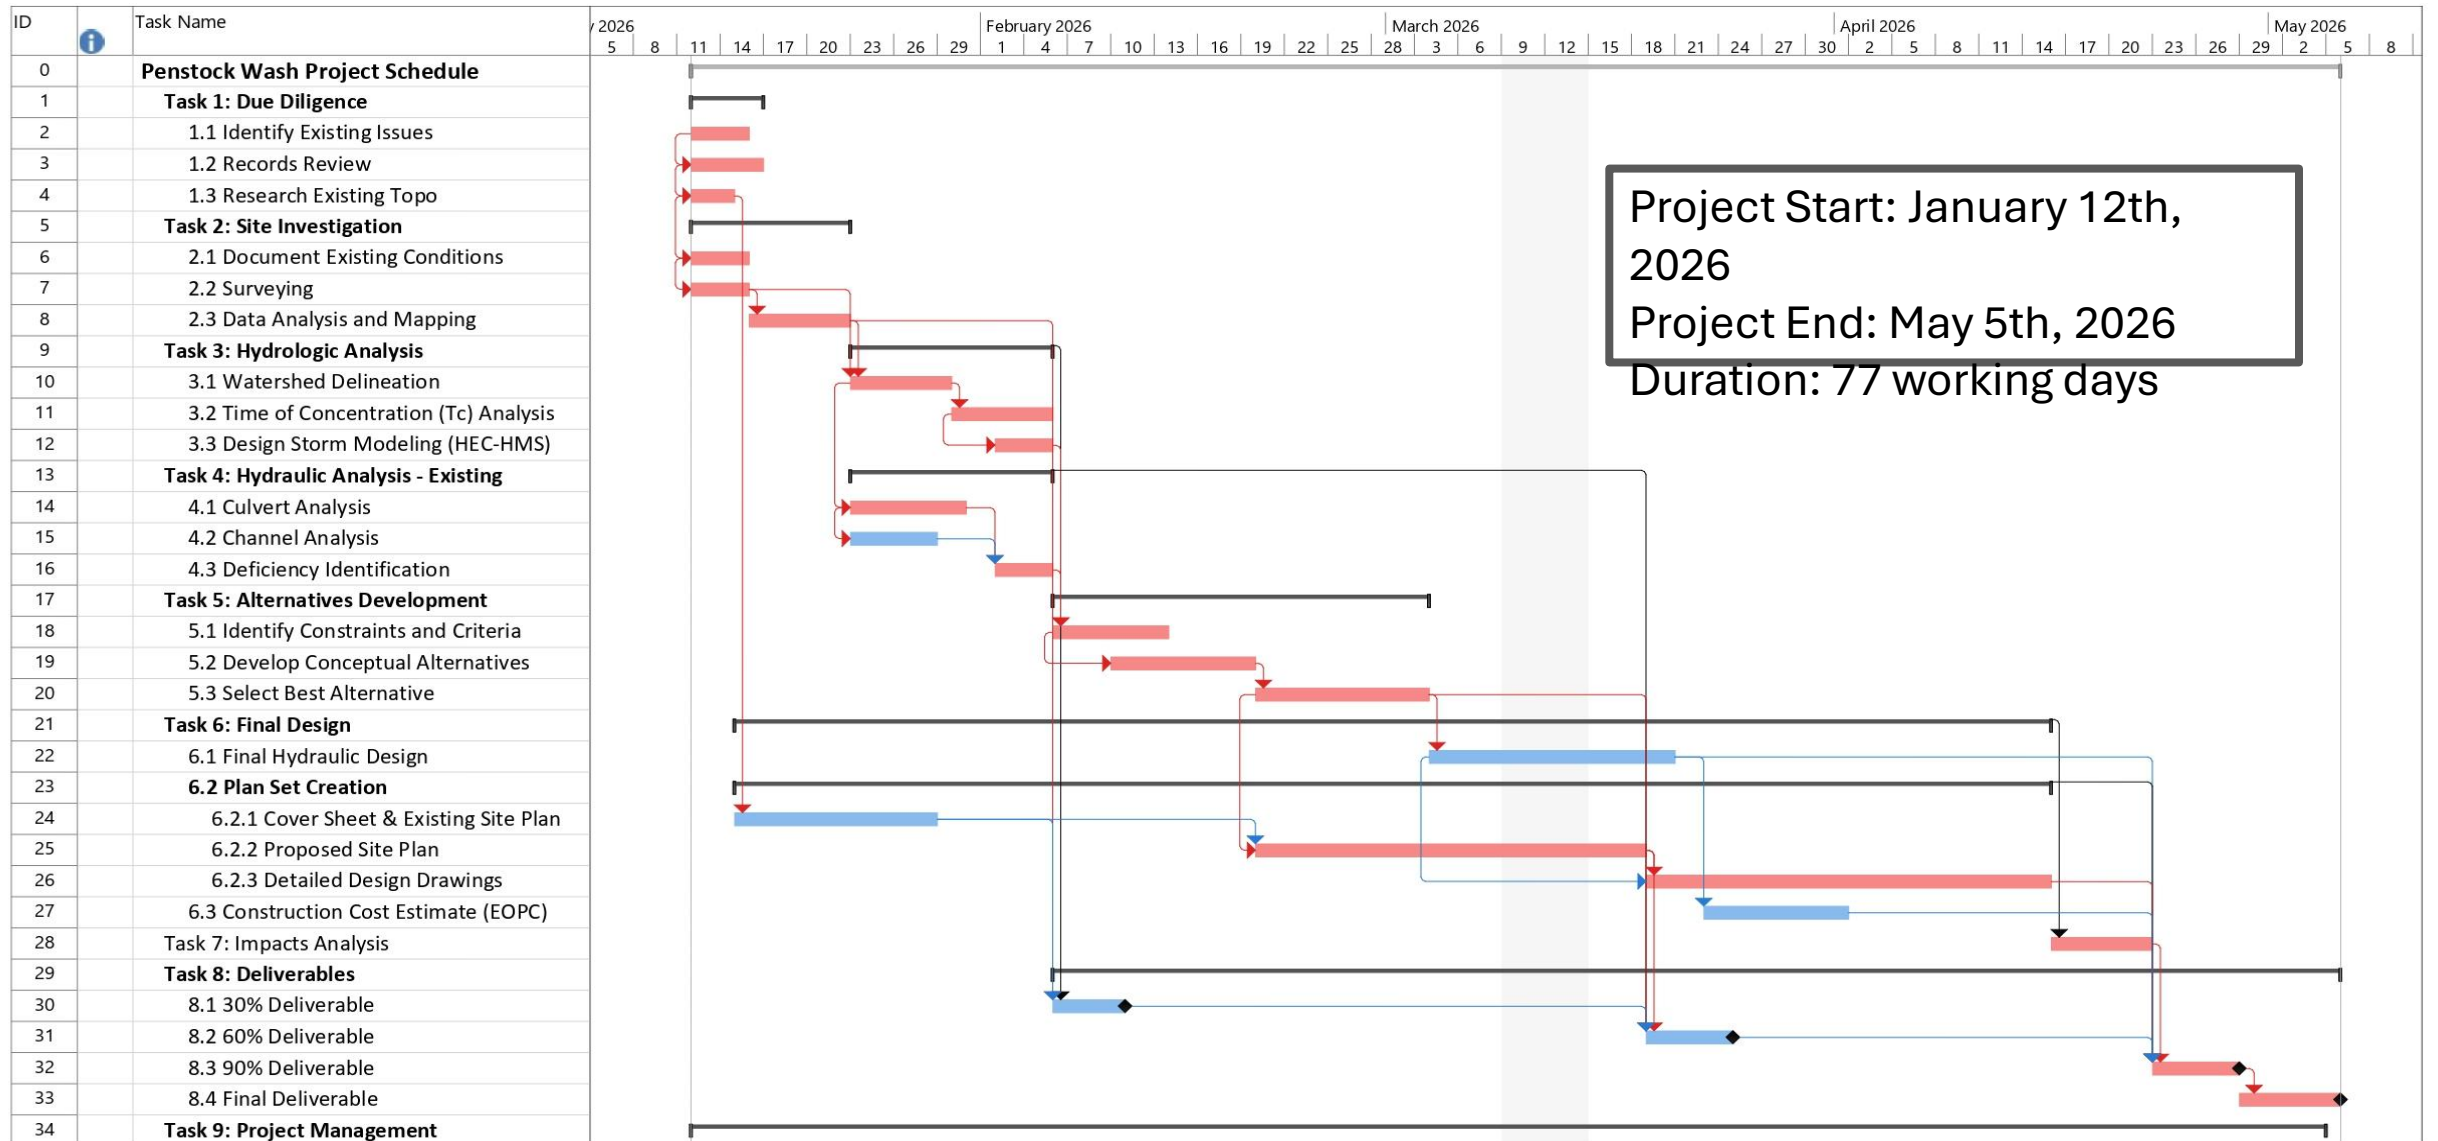 ID Task Name
y 2026 February 2026 March 2026 April 2026 May 2026
5 8 11 14 17 20 23 26 29 1 4 7 10 13 16 19 22 25 28 3 6 9 12 15 18 21 24 27 30 2 5 8 11 14 17 20 23 26 29 2 5 8
0 Penstock Wash Project Schedule
1 Task 1: Due Diligence
2 1.1 Identify Existing Issues
3 1.2 Records Review
4 1.3 Research Existing Topo
5 Task 2: Site Investigation
6 2.1 Document Existing Conditions
7 2.2 Surveying
8 2.3 Data Analysis and Mapping
9 Task 3: Hydrologic Analysis
10 3.1 Watershed Delineation
11 3.2 Time of Concentration (Tc) Analysis
12 3.3 Design Storm Modeling (HEC-HMS)
13 Task 4: Hydraulic Analysis - Existing
14 4.1 Culvert Analysis
15 4.2 Channel Analysis
16 4.3 Deficiency Identification
17 Task 5: Alternatives Development
18 5.1 Identify Constraints and Criteria
19 5.2 Develop Conceptual Alternatives
20 5.3 Select Best Alternative
21 Task 6: Final Design
22 6.1 Final Hydraulic Design
23 6.2 Plan Set Creation
24 6.2.1 Cover Sheet & Existing Site Plan
25 6.2.2 Proposed Site Plan
26 6.2.3 Detailed Design Drawings
27 6.3 Construction Cost Estimate (EOPC)
28 Task 7: Impacts Analysis
29 Task 8: Deliverables
30 8.1 30% Deliverable
31 8.2 60% Deliverable
32 8.3 90% Deliverable
33 8.4 Final Deliverable
34 Task 9: Project Management
Project Start: January 12th,
2026
Project End: May 5th, 2026
Duration: 77 working days